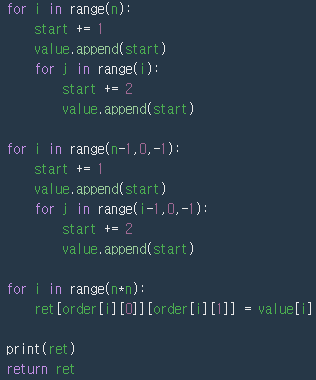 for i in range(n):
    start += 1
    value.append(start)
    for j in range(i):
        start += 2
        value.append(start)

for i in range(n-1,0,-1):
    start += 1
    value.append(start)
    for j in range(i-1,0,-1):
        start += 2
        value.append(start)

for i in range(n*n):
    ret[order[i][0]][order[i][1]] = value[i]

print(ret)
return ret